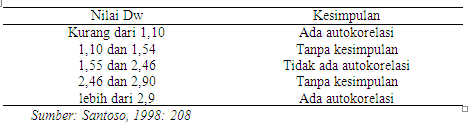 Nilai Dw Kesimpulan
Kurang dari 1,10 Ada autokorelasi
1,10 dan 1,54 Tanpa kesimpulan
1,55 dan 2,46 Tidak ada autokorelasi
2,46 dan 2,90 Tanpa kesimpulan
lebih dari 2,9 Ada autokorelasi
Sumber: Santoso, 1998: 208